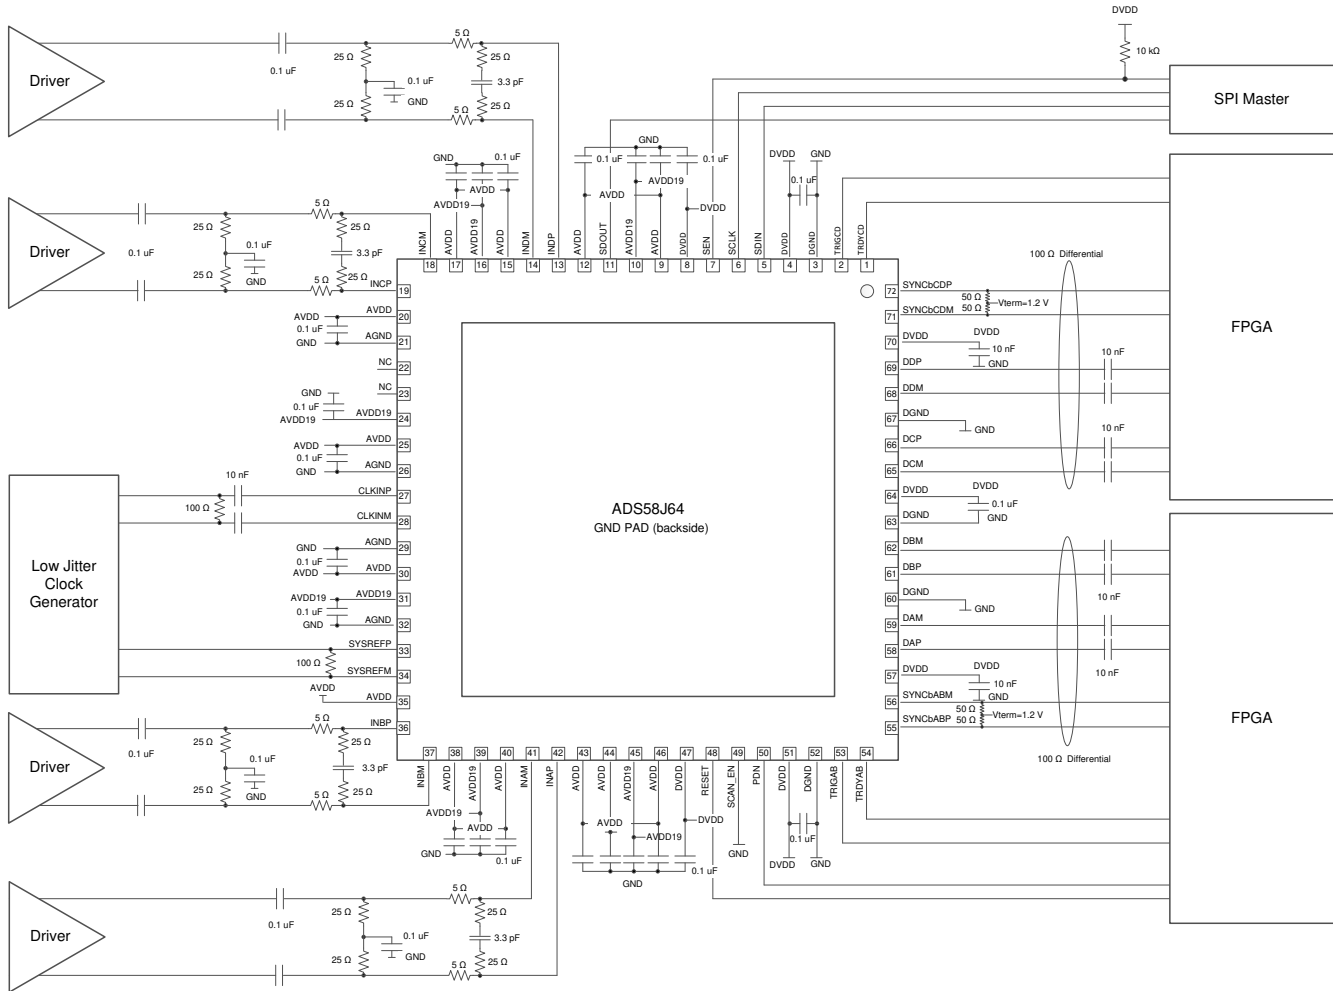 DVDD
10 kΩ
SPI Master
Driver
0.1 uF
25 Ω
25 Ω
0.1 uF
GND
5 Ω
5 Ω
25 Ω
3.3 pF
25 Ω
Driver
0.1 uF
25 Ω
25 Ω
0.1 uF
GND
5 Ω
5 Ω
25 Ω
3.3 pF
25 Ω
GND
0.1 uF
AVDD
AVDD19
GND
0.1 uF
0.1 uF
AVDD19
AVDD
DVDD
DVDD
GND
0.1 uF
INCM
AVDD
AVDD19
AVDD
INDM
INDP
AVDD
SDOUT
AVDD19
AVDD
DVDD
SEN
SCLK
SDIN
DVDD
DGND
TRIGCD
TRDYCD
18
17
16
15
14
13
12
11
10
9
8
7
6
5
4
3
2
1
INCP
19
AVDD
AVDD
20
0.1 uF
GND
AGND
21
NC
22
NC
23
GND
0.1 uF
AVDD19
AVDD19
24
AVDD
AVDD
25
0.1 uF
GND
AGND
26
10 nF
CLKINP
27
100 Ω
CLKINM
28
GND
AGND
29
0.1 uF
AVDD
AVDD
30
AVDD19
AVDD19
31
0.1 uF
GND
AGND
32
SYSREFP
33
100 Ω
SYSREFM
34
AVDD
AVDD
35
INBP
36
Low Jitter
Clock
Generator
ADS58J64
GND PAD (backside)
100 Ω Differential
72
SYNCbCDP
50 Ω
Vterm=1.2 V
50 Ω
71
SYNCbCDM
70
DVDD
DVDD
10 nF
GND
69
DDP
10 nF
68
DDM
67
DGND
GND
66
DCP
10 nF
65
DCM
64
DVDD
DVDD
0.1 uF
63
DGND
GND
62
DBM
61
DBP
10 nF
60
DGND
GND
59
DAM
58
DAP
10 nF
57
DVDD
DVDD
10 nF
56
SYNCbABM
GND
50 Ω
Vterm=1.2 V
50 Ω
55
SYNCbABP
100 Ω Differential
FPGA
FPGA
Driver
0.1 uF
25 Ω
25 Ω
0.1 uF
GND
5 Ω
5 Ω
25 Ω
3.3 pF
25 Ω
37
38
39
40
41
42
43
44
45
46
47
48
49
50
51
52
53
54
INBM
AVDD
AVDD19
AVDD
INAM
INAP
AVDD
AVDD
AVDD19
AVDD
DVDD
RESET
SCAN_EN
PDN
DVDD
DGND
TRIGAB
TRDYAB
AVDD19
AVDD
GND
0.1 uF
AVDD
AVDD19
DVDD
GND
0.1 uF
GND
0.1 uF
DVDD
GND
Driver
0.1 uF
25 Ω
25 Ω
0.1 uF
GND
5 Ω
5 Ω
25 Ω
3.3 pF
25 Ω